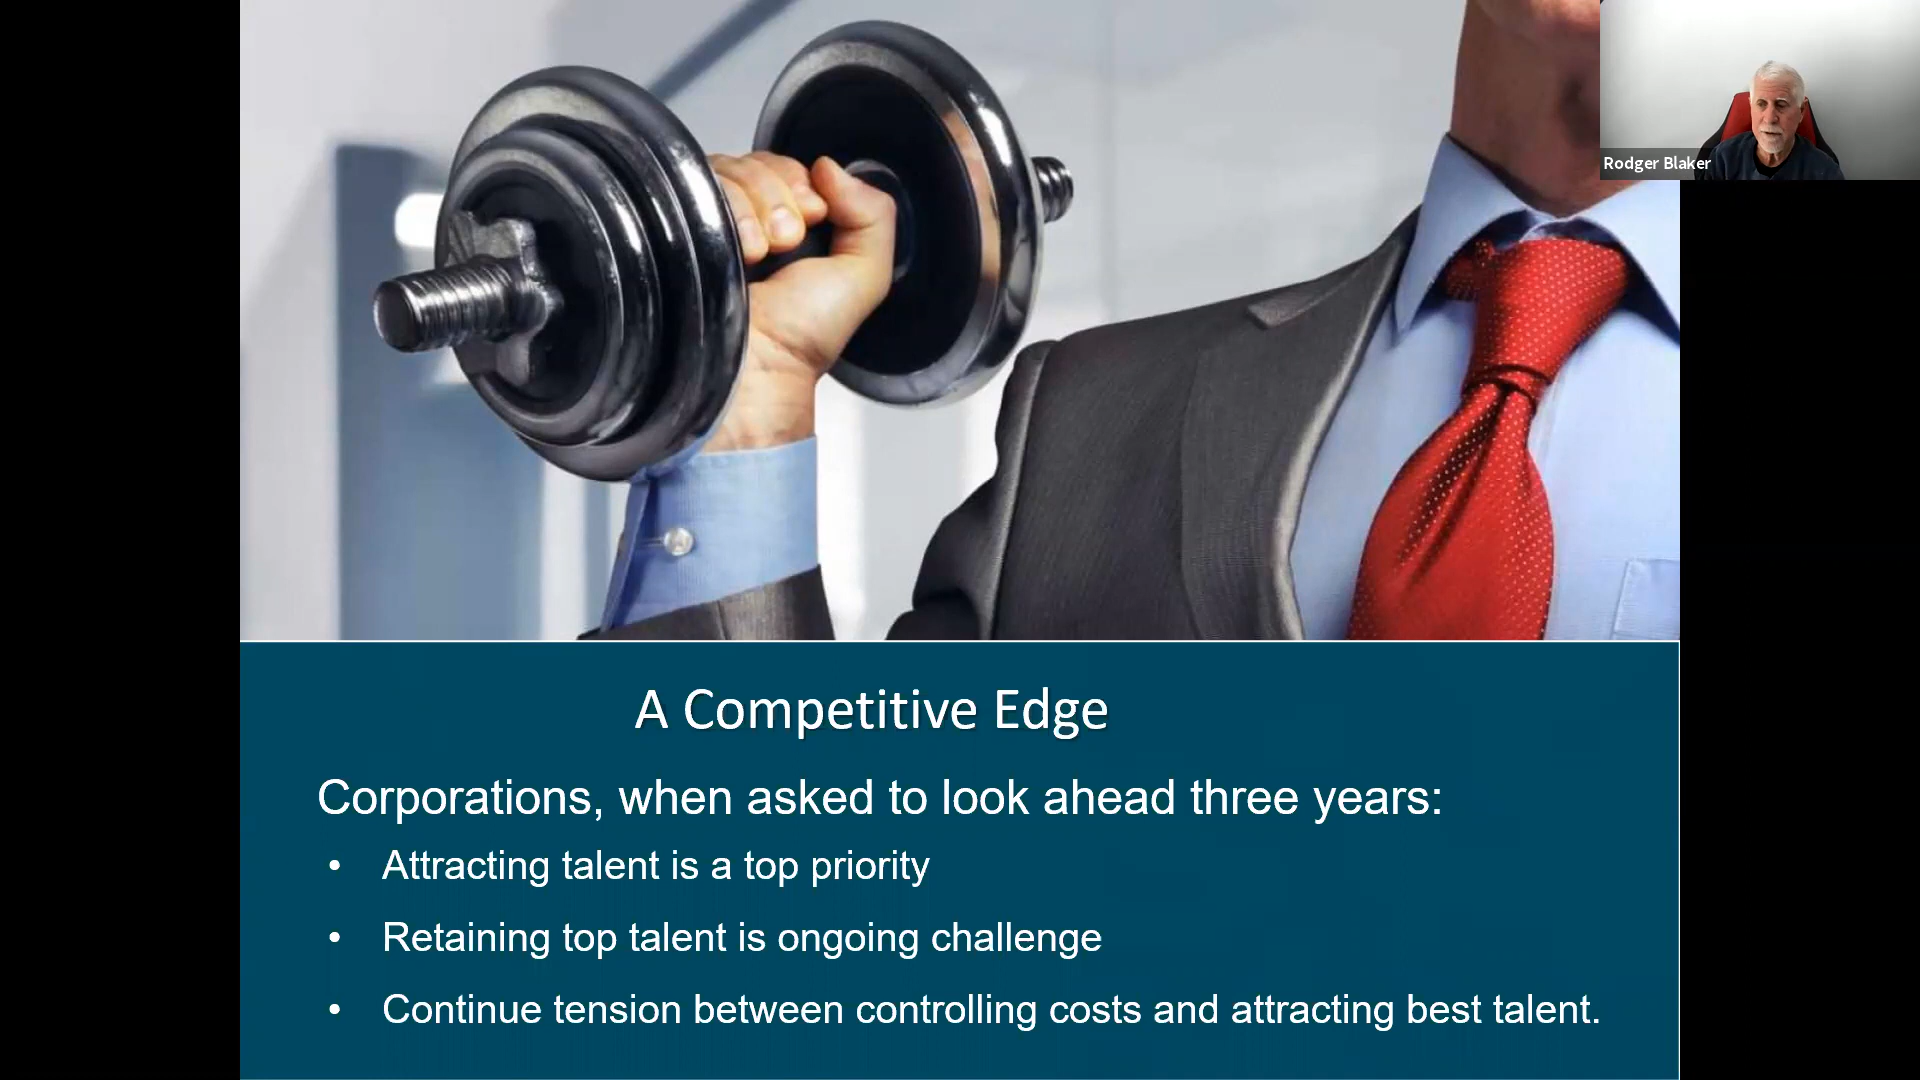 Rodger Blaker
A Competitive Edge
Corporations, when asked to look ahead three years:
• Attracting talent is a top priority
• Retaining top talent is ongoing challenge
• Continue tension between controlling costs and attracting best talent.